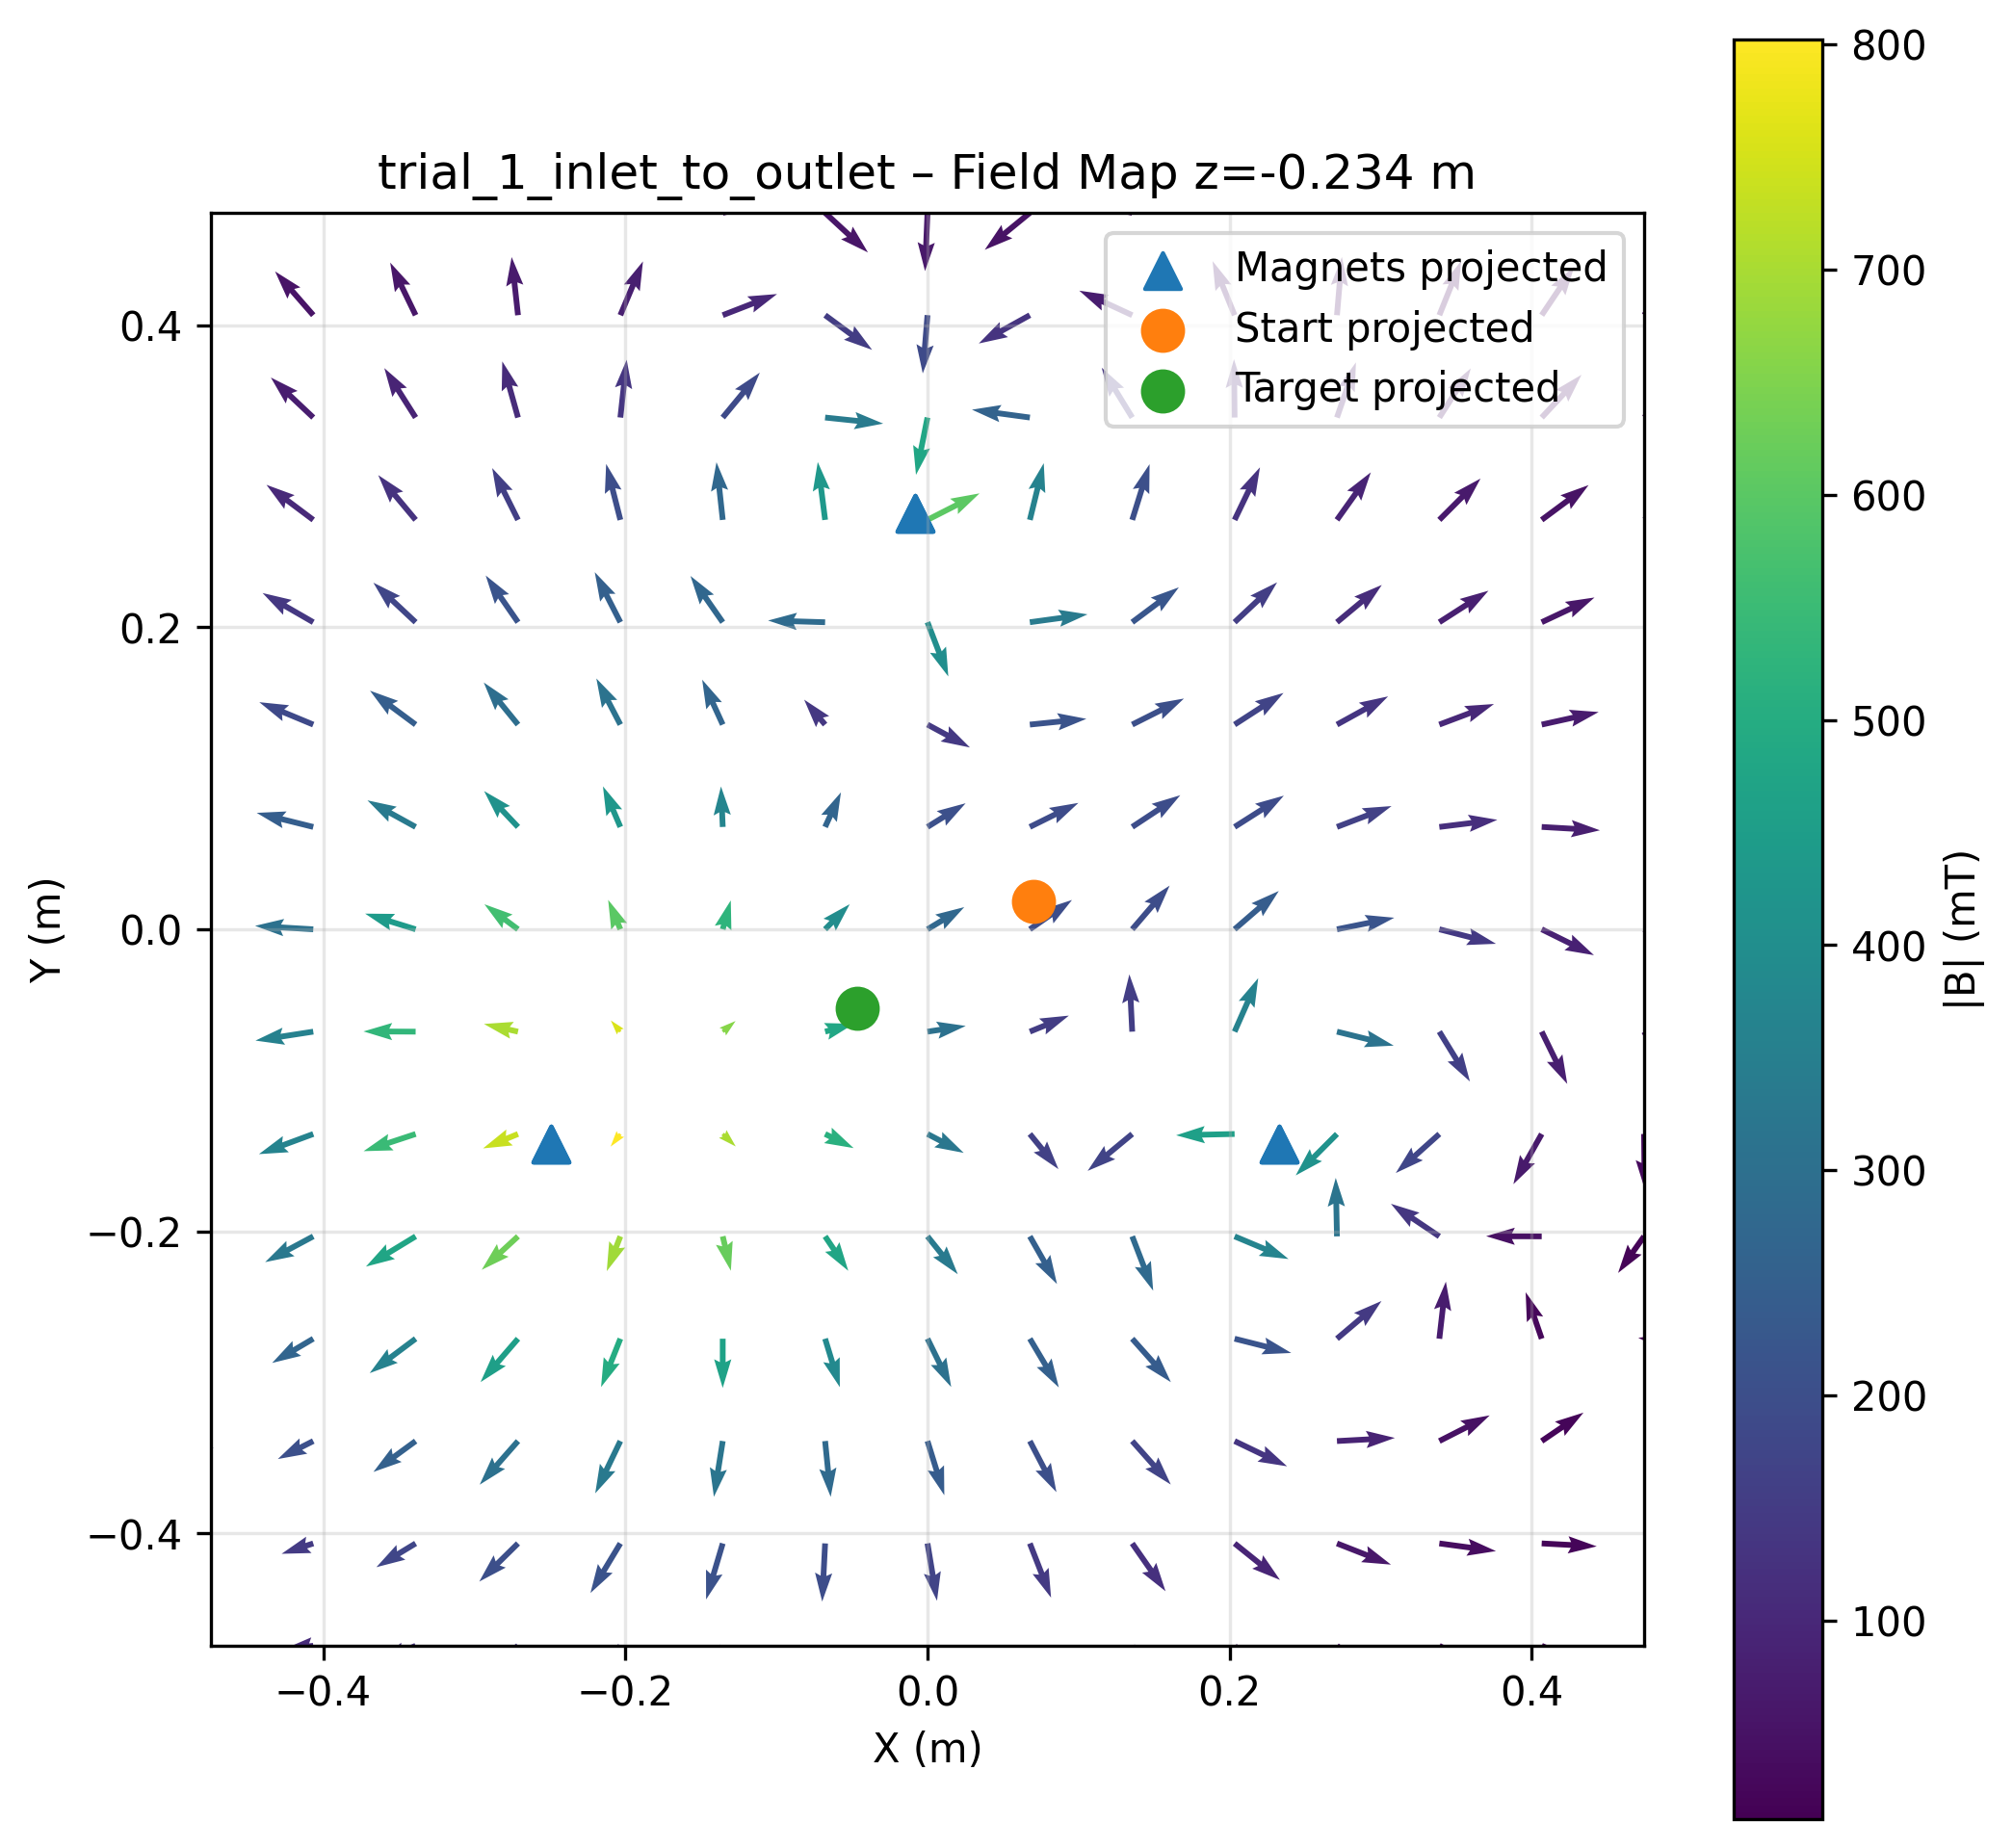 trial_1_inlet_to_outlet – Field Map z=-0.234 m
Magnets projected
Start projected
Target projected
0.4
0.2
0.0
−0.2
−0.4
Y (m)
−0.4
−0.2
0.0
0.2
0.4
X (m)
800
700
600
500
400
300
200
100
|B| (mT)